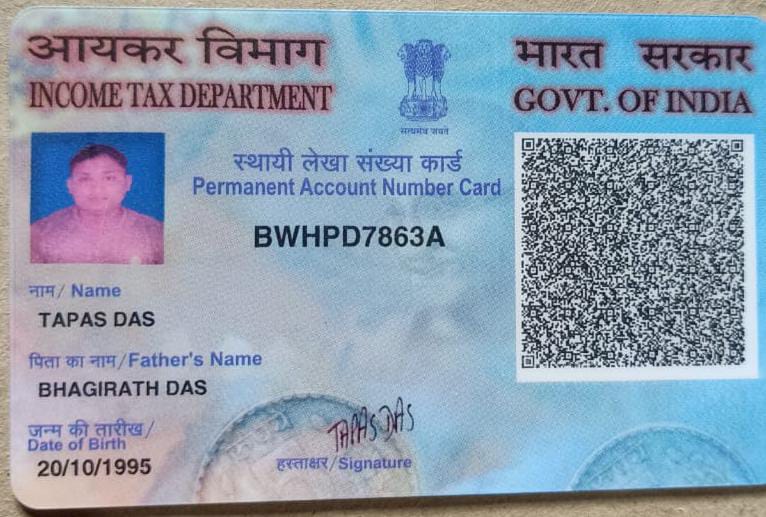 आयकर विभाग
INCOME TAX DEPARTMENT
सत्यमेव जयते
भारत सरकार
GOVT. OF INDIA
स्थायी लेखा संख्या कार्ड
Permanent Account Number Card
BWHPD7863A
नाम/ Name
TAPAS DAS
पिता का नाम/Father's Name
BHAGIRATH DAS
जन्म की तारीख/
Date of Birth
20/10/1995
TAPAS DAS
हस्ताक्षर/Signature